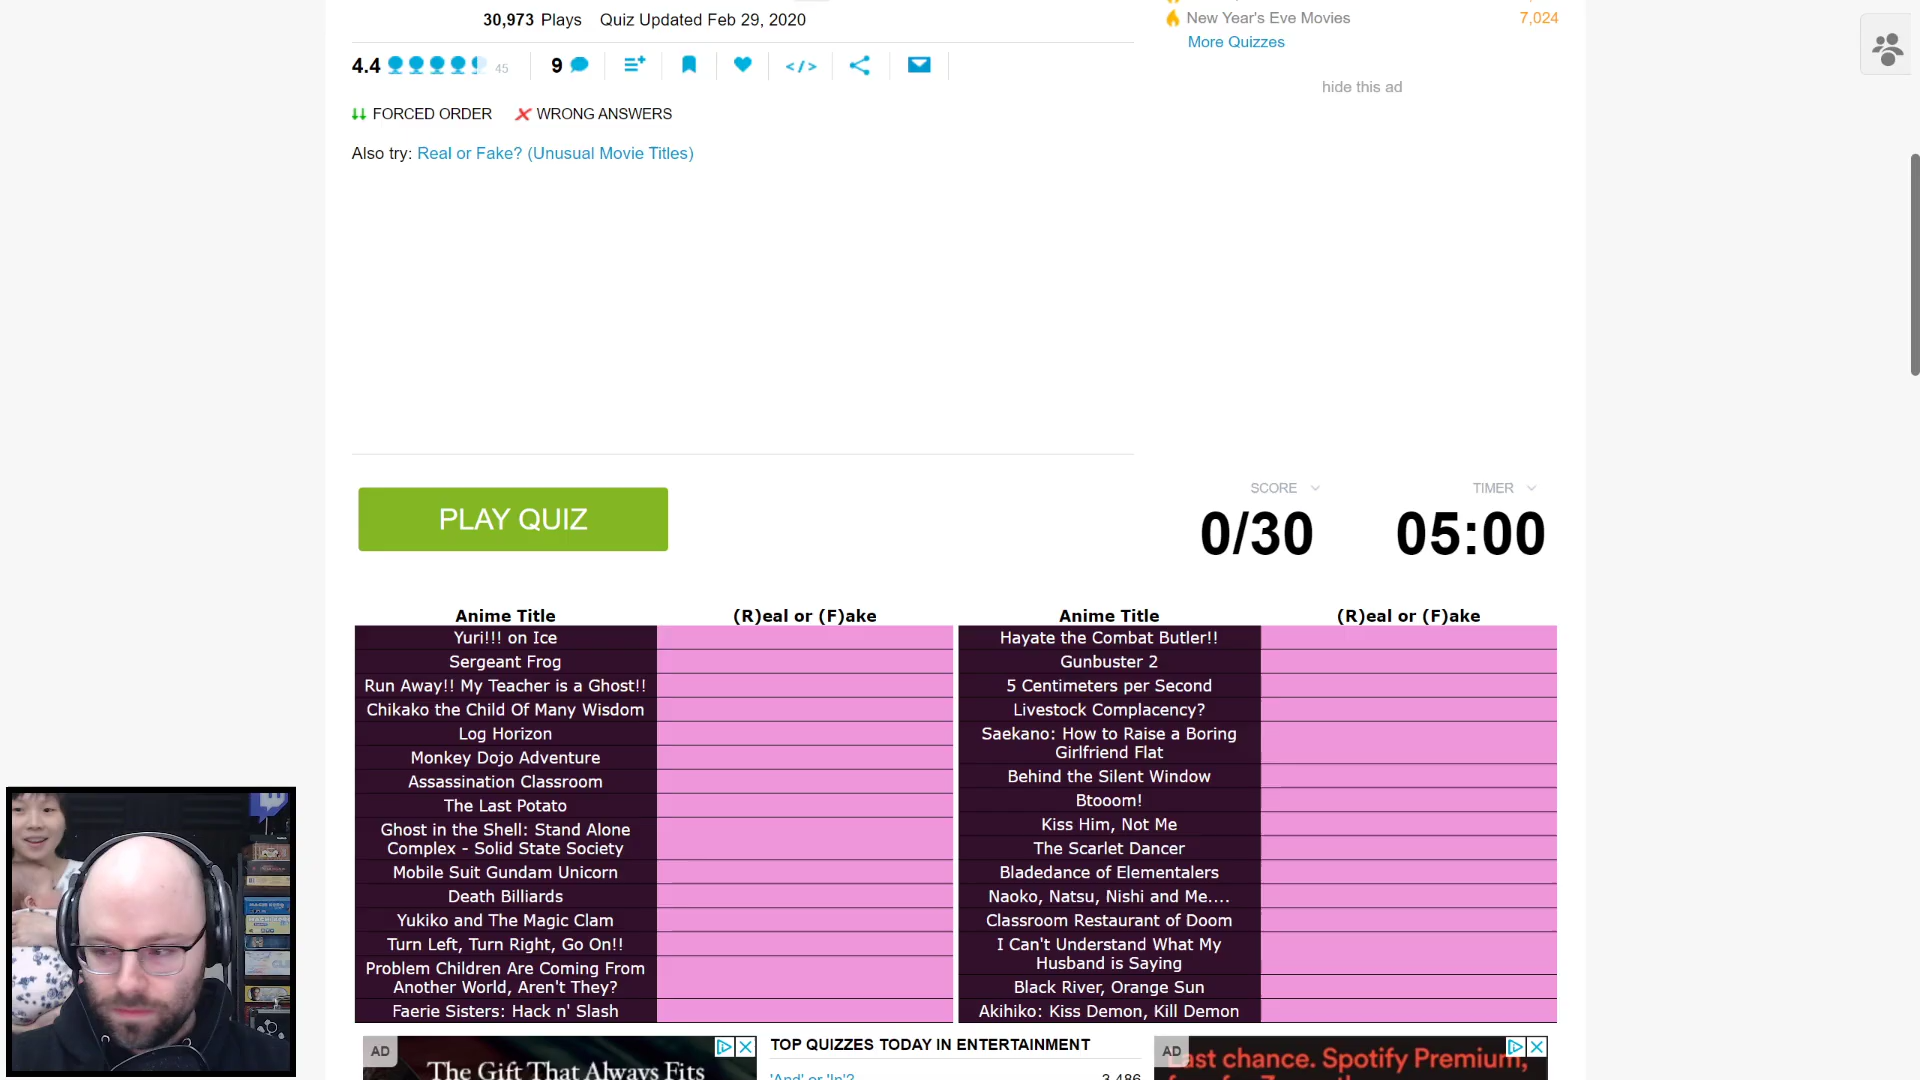 30,973 Plays Quiz Updated Feb 29, 2020
New Year's Eve Movies 7,024
More Quizzes
4.4 45 9 </>
hide this ad
FORCED ORDER WRONG ANSWERS
Also try: Real or Fake? (Unusual Movie Titles)
PLAY QUIZ
SCORE TIMER
0/30 05:00
Anime Title (R)eal or (F)ake
Yuri!!! on Ice
Sergeant Frog
Run Away!! My Teacher is a Ghost!!
Chikako the Child Of Many Wisdom
Log Horizon
Monkey Dojo Adventure
Assassination Classroom
The Last Potato
Ghost in the Shell: Stand Alone
Complex - Solid State Society
Mobile Suit Gundam Unicorn
Death Billiards
Yukiko and The Magic Clam
Turn Left, Turn Right, Go On!!
Problem Children Are Coming From
Another World, Aren't They?
Faerie Sisters: Hack n' Slash
Anime Title (R)eal or (F)ake
Hayate the Combat Butler!!
Gunbuster 2
5 Centimeters per Second
Livestock Complacency?
Saekano: How to Raise a Boring
Girlfriend Flat
Behind the Silent Window
Btooom!
Kiss Him, Not Me
The Scarlet Dancer
Bladedance of Elementalers
Naoko, Natsu, Nishi and Me....
Classroom Restaurant of Doom
I Can't Understand What My
Husband is Saying
Black River, Orange Sun
Akihiko: Kiss Demon, Kill Demon
AD
The Gift That Always Fits
TOP QUIZZES TODAY IN ENTERTAINMENT
'And' or 'In'? 3,486
AD
Last chance. Spotify Premium,